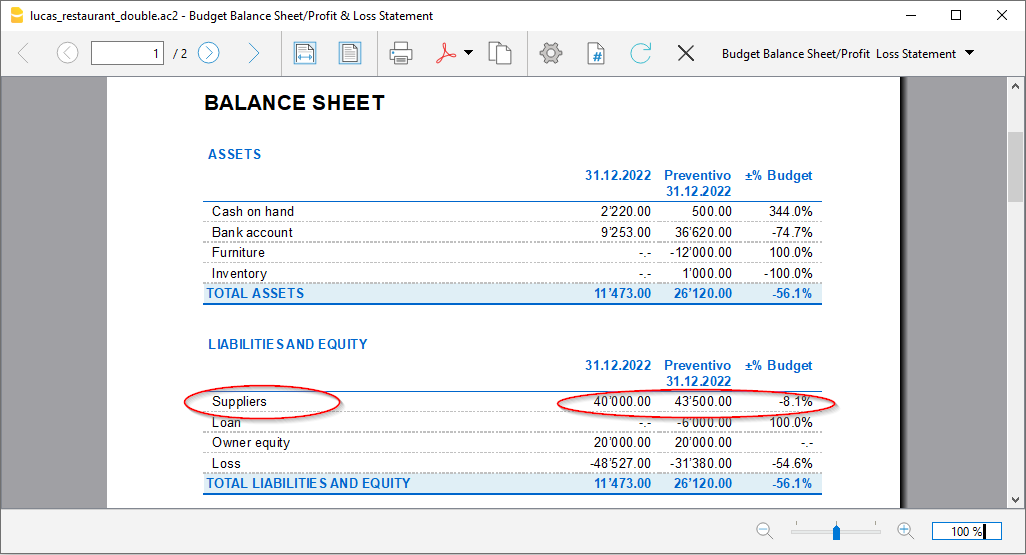 lucas_restaurant_double.ac2 - Budget Balance Sheet/Profit & Loss Statement
1 / 2 # Budget Balance Sheet/Profit Loss Statement
BALANCE SHEET
ASSETS
31.12.2022 Preventivo 31.12.2022 ±% Budget
Cash on hand 2'220.00 500.00 344.0%
Bank account 9'253.00 36'620.00 -74.7%
Furniture -.- -12'000.00 100.0%
Inventory -.- 1'000.00 -100.0%
TOTAL ASSETS 11'473.00 26'120.00 -56.1%
LIABILITIES AND EQUITY
31.12.2022 Preventivo 31.12.2022 ±% Budget
Suppliers 40'000.00 43'500.00 -8.1%
Loan -.- -6'000.00 100.0%
Owner equity 20'000.00 20'000.00 -.-
Loss -48'527.00 -31'380.00 -54.6%
TOTAL LIABILITIES AND EQUITY 11'473.00 26'120.00 -56.1%
100 %